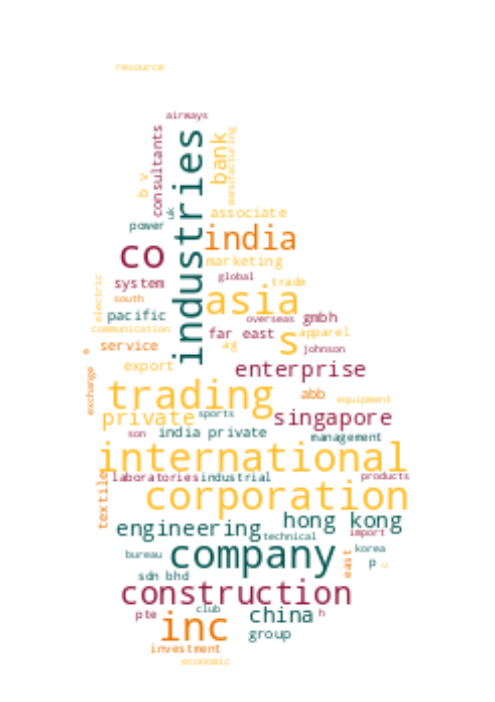 resource
airways
consultants
industries
bank
manufacturing
b v
uk
power
associate
co
india
marketing
system
global
trade
electric
south
asia
pacific
overseas
gmbh
communication
far east
s
apparel
service
ag
johnson
e
export
enterprise
exchange
trading
abb
equipment
private
sports
singapore
son
india private
management
international
textile
laboratories
industrial
products
corporation
engineering
hong kong
technical
import
company
bureau
korea
east
p
u
sdn bhd
construction
pte
club
china
h
inc
group
investment
economic